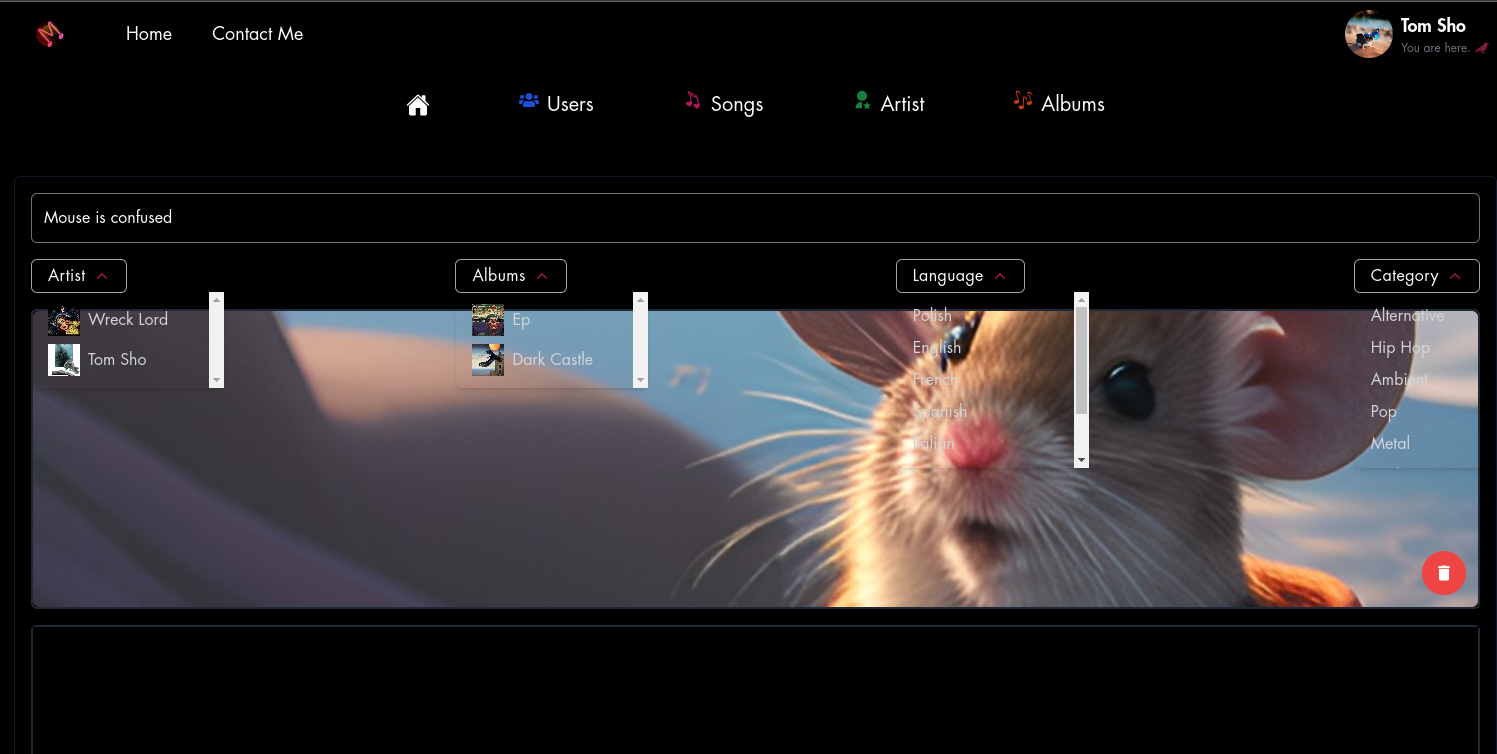 Home Contact Me
Tom Sho
You are here.
Users Songs Artist Albums
Mouse is confused
Artist Albums Language Category
Wreck Lord
Tom Sho
Ep
Dark Castle
Polish
English
French
Spanish
Italian
Alternative
Hip Hop
Ambient
Pop
Metal